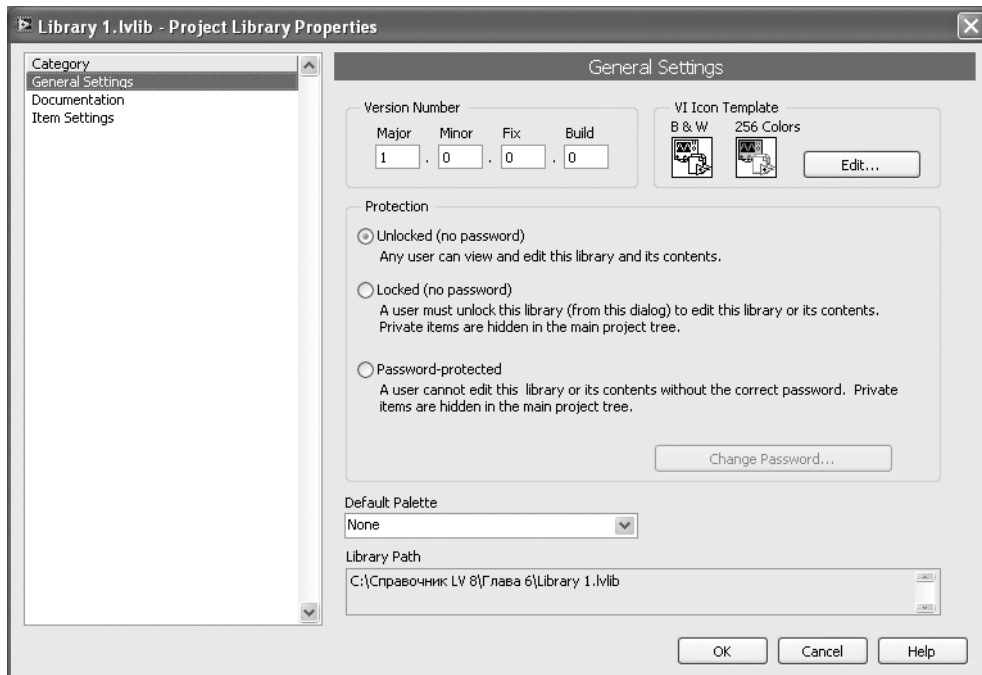 Library 1.lvlib - Project Library Properties
Category
General Settings
Documentation
Item Settings
General Settings
Version Number
Major Minor Fix Build
1 . 0 . 0 . 0
VI Icon Template
B & W 256 Colors
Edit...
Protection
Unlocked (no password)
Any user can view and edit this library and its contents.
Locked (no password)
A user must unlock this library (from this dialog) to edit this library or its contents.
Private items are hidden in the main project tree.
Password-protected
A user cannot edit this library or its contents without the correct password. Private
items are hidden in the main project tree.
Change Password...
Default Palette
None
Library Path
C:\Справочник LV 8\Глава 6\Library 1.lvlib
OK Cancel Help